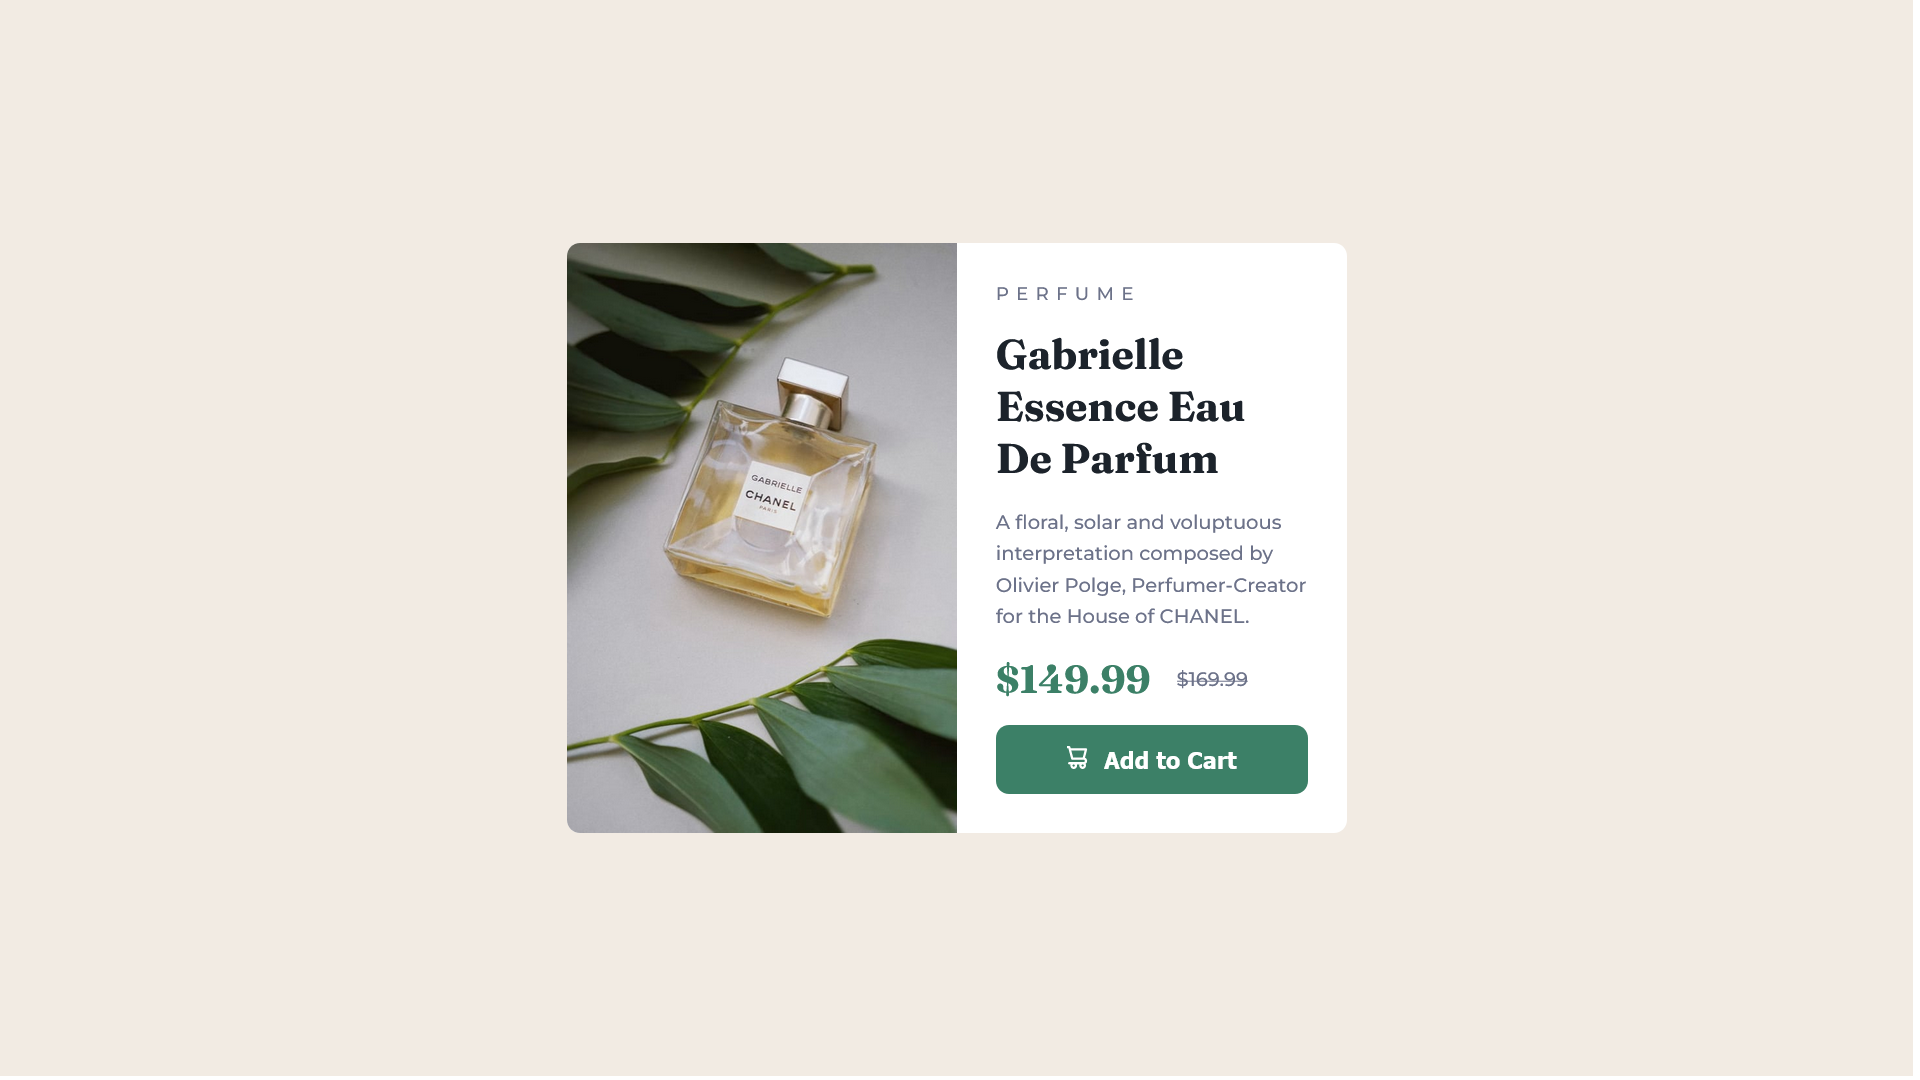 GABRIELLE
CHANEL
PARIS
PERFUME
Gabrielle
Essence Eau
De Parfum
A floral, solar and voluptuous
interpretation composed by
Olivier Polge, Perfumer-Creator
for the House of CHANEL.
$149.99 $169.99
Add to Cart